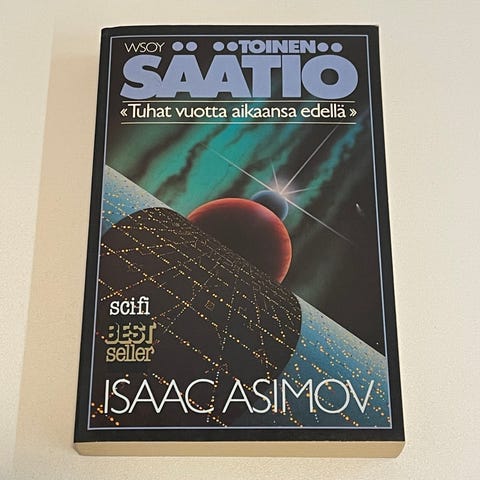 WSOY
TOINEN
SÄÄTIÖ
«Tuhat vuotta aikaansa edellä»
sci.fi
BEST
seller
ISAAC ASIMOV